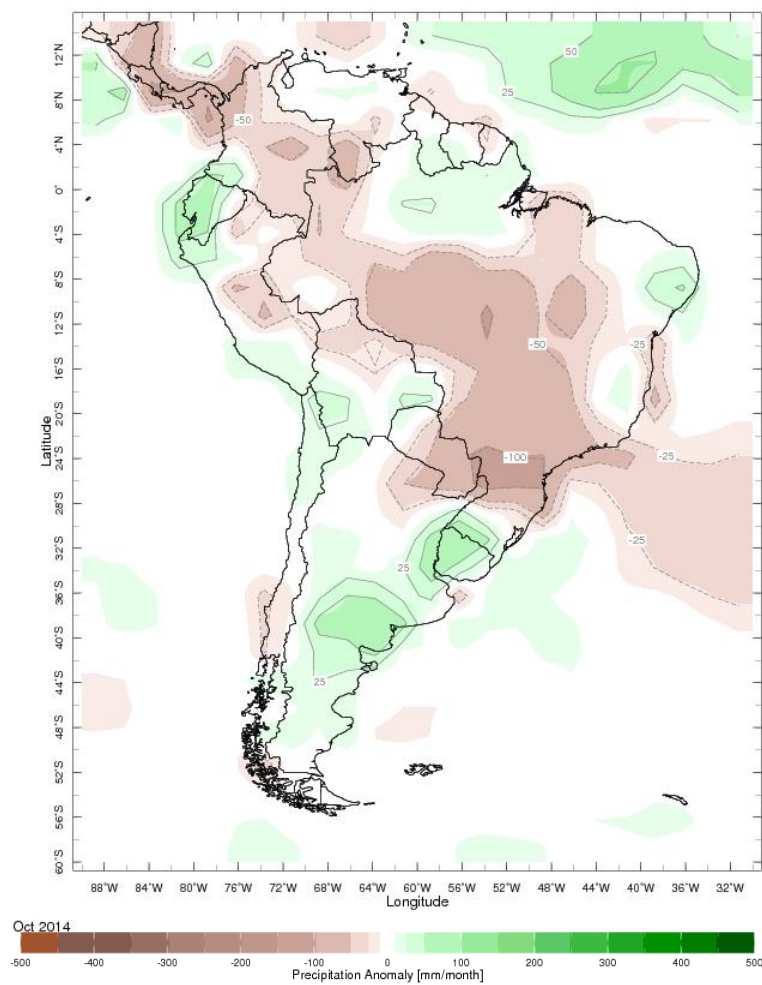 12°N
8°N
4°N
0°
4°S
8°S
12°S
16°S
20°S
24°S
28°S
32°S
36°S
40°S
44°S
48°S
52°S
56°S
60°S
Latitude
50
25
-50
-25
-50
-100
-25
-25
25
25
88°W 84°W 80°W 76°W 72°W 68°W 64°W 60°W 56°W 52°W 48°W 44°W 40°W 36°W 32°W
Longitude
Oct 2014
-500 -400 -300 -200 -100 0 100 200 300 400 500
Precipitation Anomaly [mm/month]